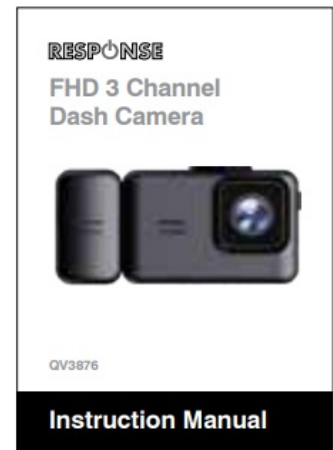 RESPONSE
FHD 3 Channel
Dash Camera
QV3876
Instruction Manual